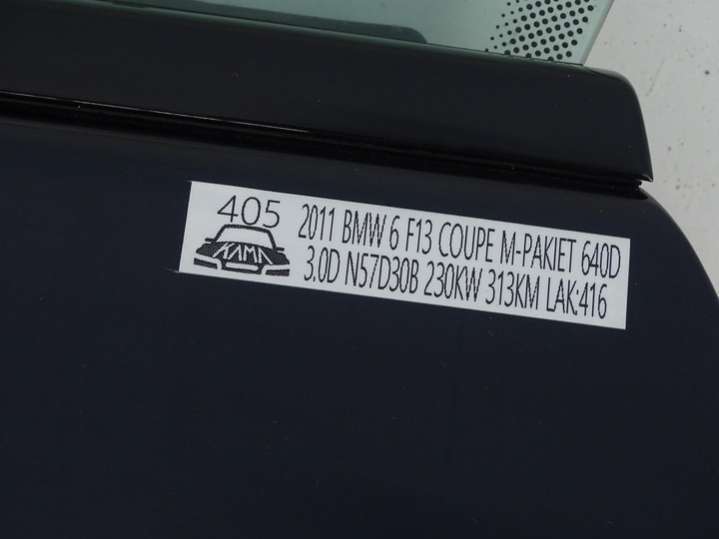 405
KAMA
2011 BMW 6 F13 COUPE M-PAKIET 640D
3.0D N57D30B 230KW 313KM LAK:416